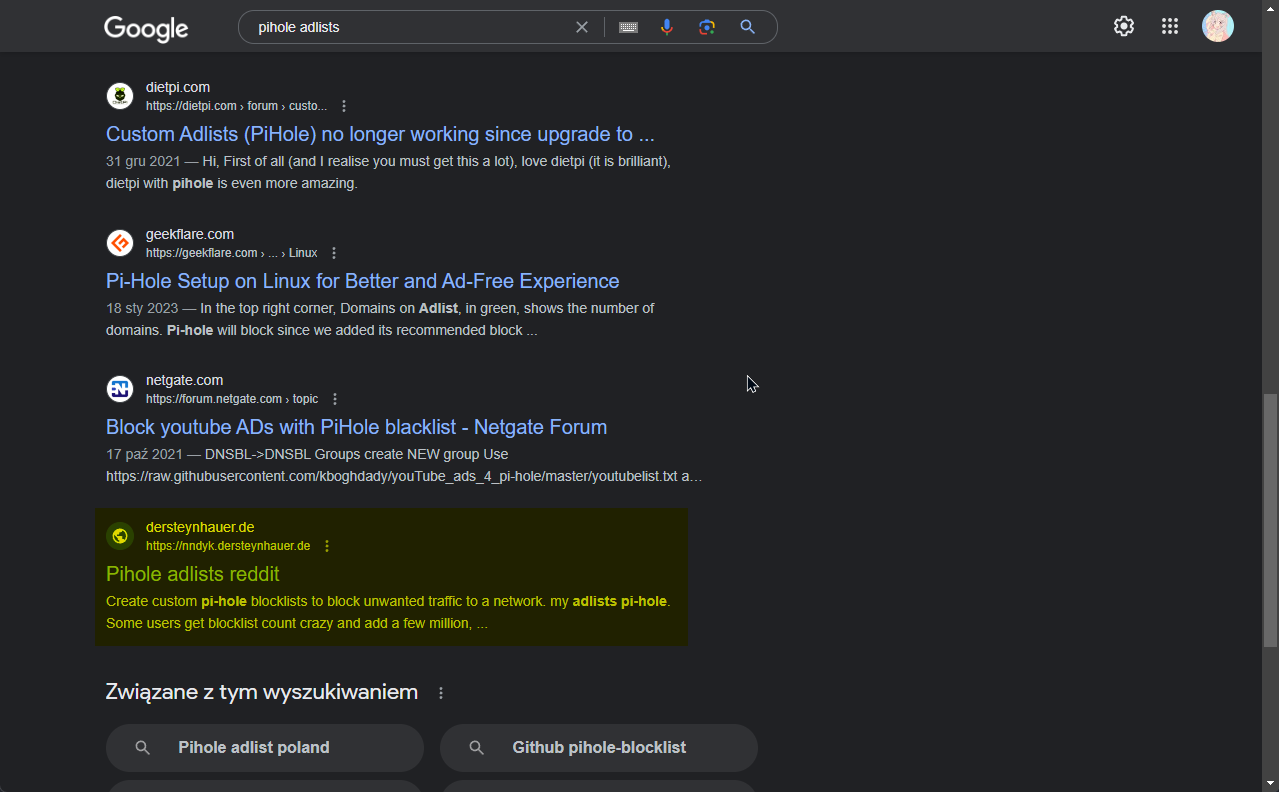 Google
pihole adlists
dietpi.com
https://dietpi.com › forum › custo...
Custom Adlists (PiHole) no longer working since upgrade to ...
31 gru 2021 — Hi, First of all (and I realise you must get this a lot), love dietpi (it is brilliant),
dietpi with pihole is even more amazing.
geekflare.com
https://geekflare.com › ... › Linux
Pi-Hole Setup on Linux for Better and Ad-Free Experience
18 sty 2023 — In the top right corner, Domains on Adlist, in green, shows the number of
domains. Pi-hole will block since we added its recommended block ...
netgate.com
https://forum.netgate.com › topic
Block youtube ADs with PiHole blacklist - Netgate Forum
17 paź 2021 — DNSBL->DNSBL Groups create NEW group Use
https://raw.githubusercontent.com/kboghdady/youTube_ads_4_pi-hole/master/youtubelist.txt a...
dersteynhauer.de
https://nndyk.dersteynhauer.de
Pihole adlists reddit
Create custom pi-hole blocklists to block unwanted traffic to a network. my adlists pi-hole.
Some users get blocklist count crazy and add a few million, ...
Związane z tym wyszukiwaniem
Pihole adlist poland
Github pihole-blocklist